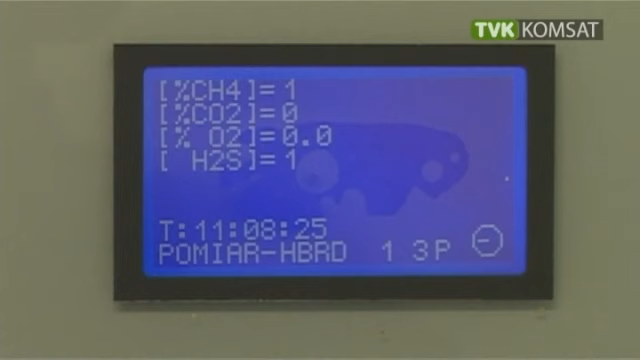 TVK KOMSAT
[%CH4]= 1
[%CO2]= 0
[% O2]=0.0
[ H2S]= 1
T:11:08:25
POMIAR-HBRD 1 3P